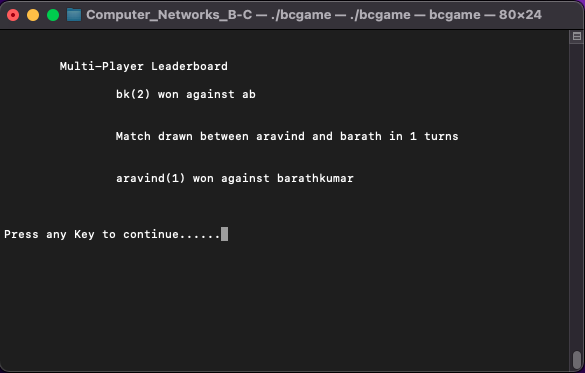 Computer_Networks_B-C — ./bcgame — ./bcgame — bcgame — 80×24
Multi-Player Leaderboard
bk(2) won against ab
Match drawn between aravind and barath in 1 turns
aravind(1) won against barathkumar
Press any Key to continue......